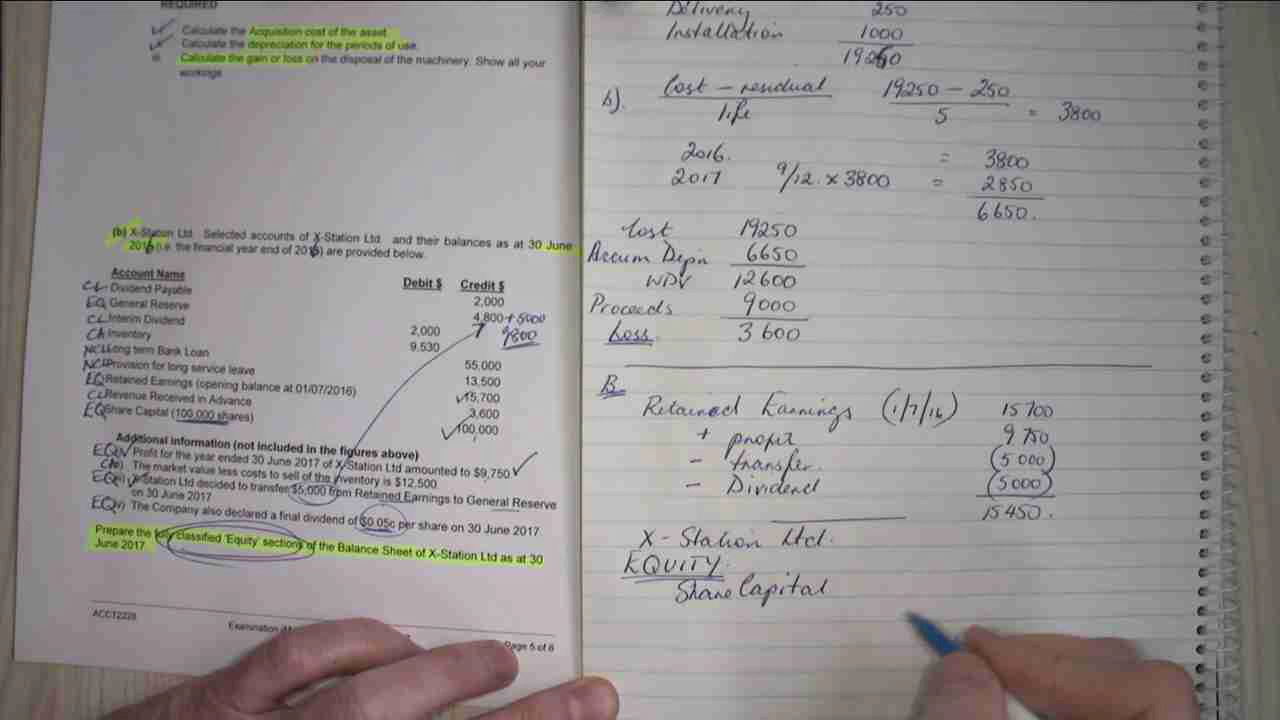 REQUIRED
Calculate the Acquisition cost of the asset.
Calculate the depreciation for the periods of use.
Calculate the gain or loss on the disposal of the machinery. Show all your
workings
(b) X-Station Ltd. Selected accounts of X-Station Ltd. and their balances as at 30 June
2016 (i.e. the financial year end of 2016) are provided below.
Account Name Debit $ Credit $
CL Dividend Payable 2,000
EQ General Reserve 4,800 + 5000
CL Interim Dividend 2,000 9800
CA Inventory 9,530
NCL Long term Bank Loan 55,000
NCL Provision for long service leave 13,500
EQ Retained Earnings (opening balance at 01/07/2016) 15,700
CL Revenue Received in Advance 3,600
EQ Share Capital (100,000 shares) 100,000
Additional information (not included in the figures above)
EQ Profit for the year ended 30 June 2017 of X-Station Ltd amounted to $9,750
The market value less costs to sell of the inventory is $12,500
EQ X-Station Ltd decided to transfer $5,000 from Retained Earnings to General Reserve
on 30 June 2017
EQ The Company also declared a final dividend of $0.05c per share on 30 June 2017
Prepare the fully classified 'Equity' sections of the Balance Sheet of X-Station Ltd as at 30
June 2017
ACCT2228
Examination
Page 5 of 8
Delivery 250
Installation 1000
19250
b). Cost - residual / life 19250 - 250 / 5 = 3800
2016. = 3800
2017 9/12 . x 3800 = 2850
6650.
Cost 19250
Accum Depn 6650
WDV 12600
Proceeds 9000
Loss 3600
B.
Retained Earnings (1/7/16) 15700
+ profit 9750
- transfer. (5000)
- Dividend (5000)
15450.
X-Station Ltd.
EQUITY.
Share Capital